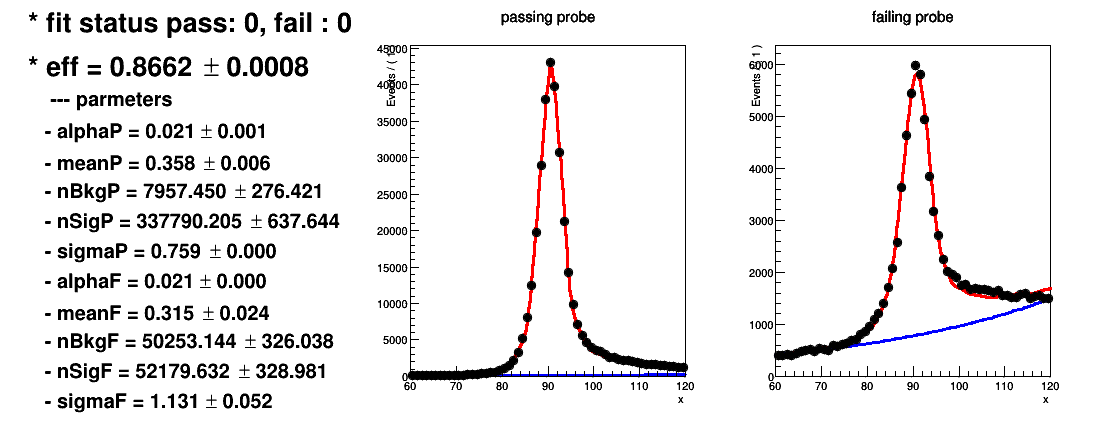 * fit status pass: 0, fail : 0
* eff = 0.8662 ± 0.0008
--- parmeters
- alphaP = 0.021 ± 0.001
- meanP = 0.358 ± 0.006
- nBkgP = 7957.450 ± 276.421
- nSigP = 337790.205 ± 637.644
- sigmaP = 0.759 ± 0.000
- alphaF = 0.021 ± 0.000
- meanF = 0.315 ± 0.024
- nBkgF = 50253.144 ± 326.038
- nSigF = 52179.632 ± 328.981
- sigmaF = 1.131 ± 0.052
passing probe
Events / ( 1 )
45000
40000
35000
30000
25000
20000
15000
10000
5000
0
60 70 80 90 100 110 120
x
failing probe
Events / ( 1 )
6000
5000
4000
3000
2000
1000
0
60 70 80 90 100 110 120
x